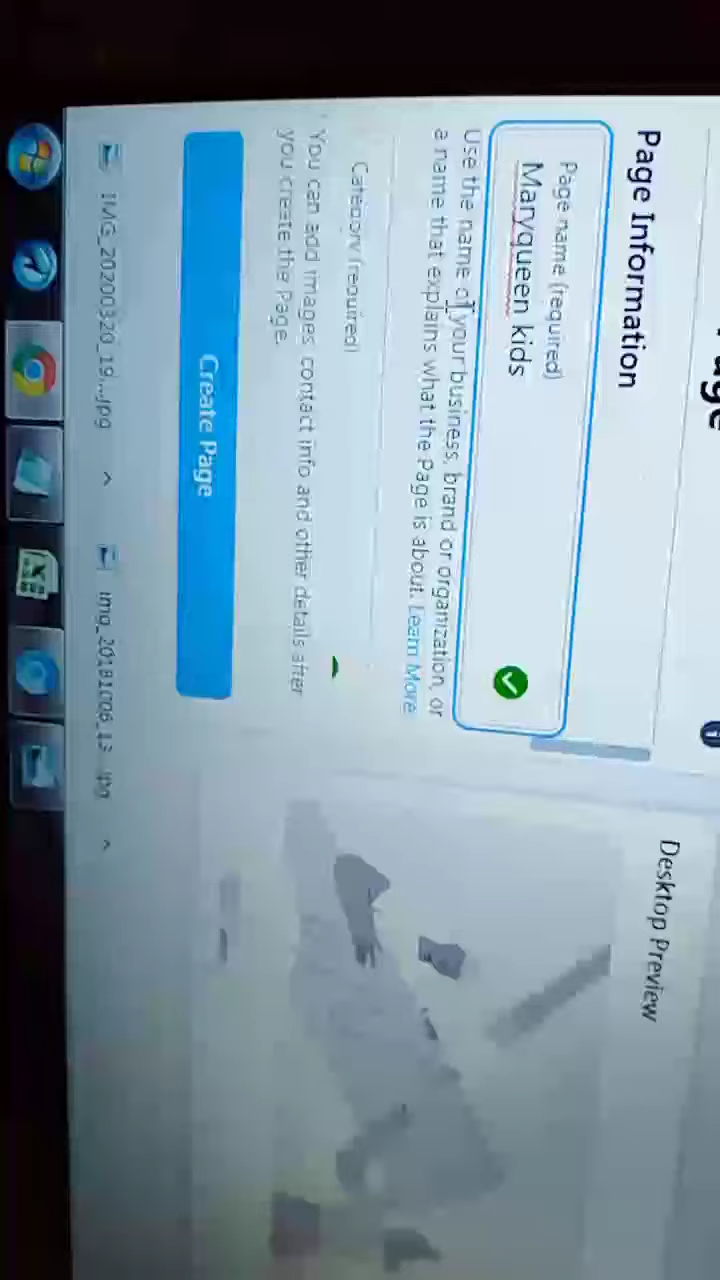 Page Information
Page name (required)
Maryqueen kids
Use the name of your business, brand or organization, or
a name that explains what the Page is about. Learn More
Category (required)
You can add images, contact info and other details after
you create the Page.
Create Page
Desktop Preview
IMG_20200320_19....jpg
img_20181006_13...jpg